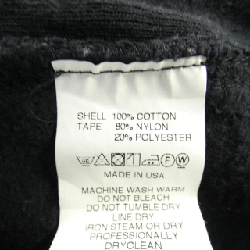 SHELL 100% COTTON
TAPE 80% NYLON
20% POLYESTER
MADE IN USA
MACHINE WASH WARM
DO NOT BLEACH
DO NOT TUMBLE DRY
LINE DRY
IRON STEAM OR DRY
PROFESSIONALLY
DRYCLEAN